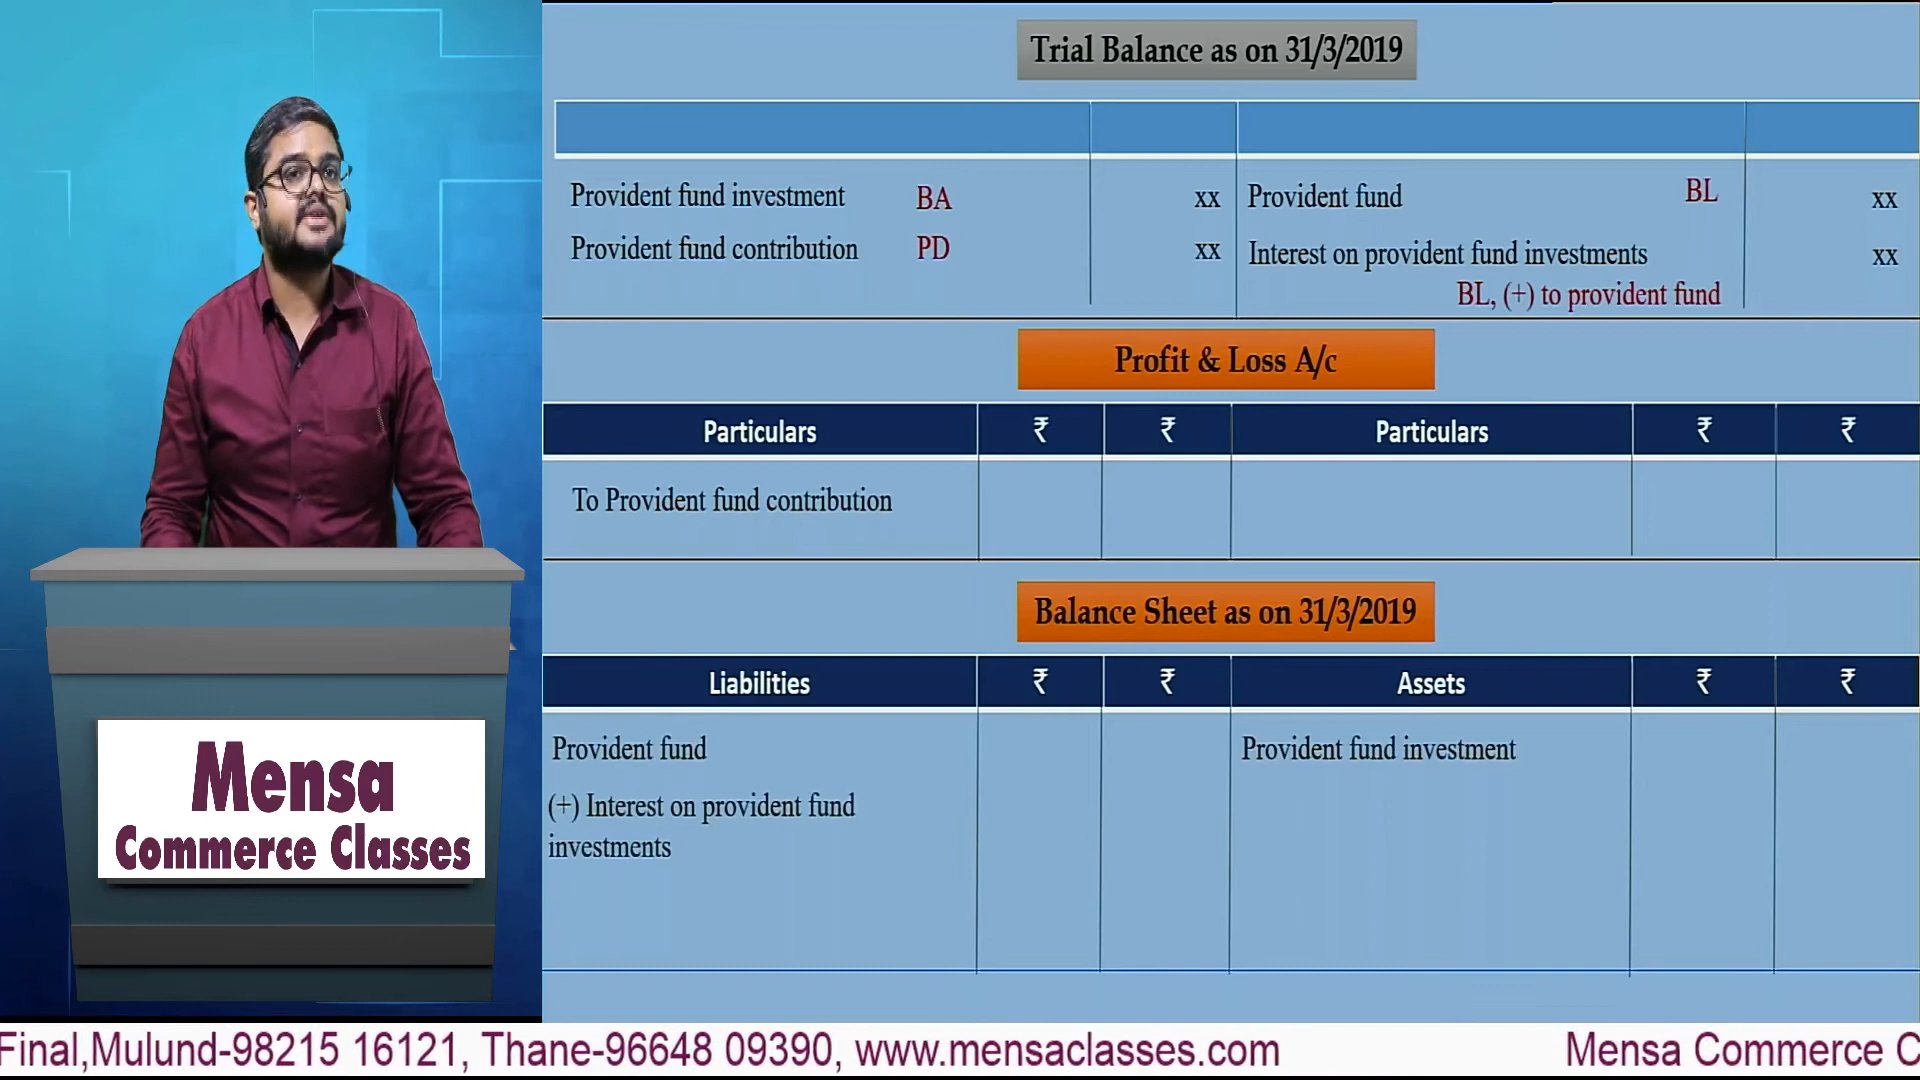 Trial Balance as on 31/3/2019
Provident fund investment BA xx Provident fund BL xx
Provident fund contribution PD xx Interest on provident fund investments xx
BL, (+) to provident fund
Profit & Loss A/c
Particulars ₹ ₹ Particulars ₹ ₹
To Provident fund contribution
Balance Sheet as on 31/3/2019
Liabilities ₹ ₹ Assets ₹ ₹
Provident fund Provident fund investment
(+) Interest on provident fund
investments
Mensa
Commerce Classes
Final,Mulund-98215 16121, Thane-96648 09390, www.mensaclasses.com Mensa Commerce C